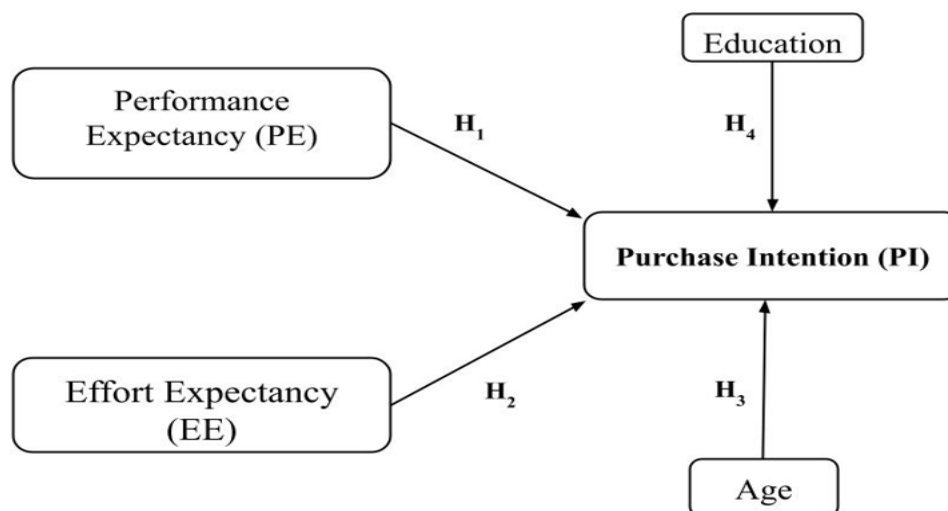 Education
Performance
Expectancy (PE)
H₁
H₄
Purchase Intention (PI)
Effort Expectancy
(EE)
H₂
H₃
Age